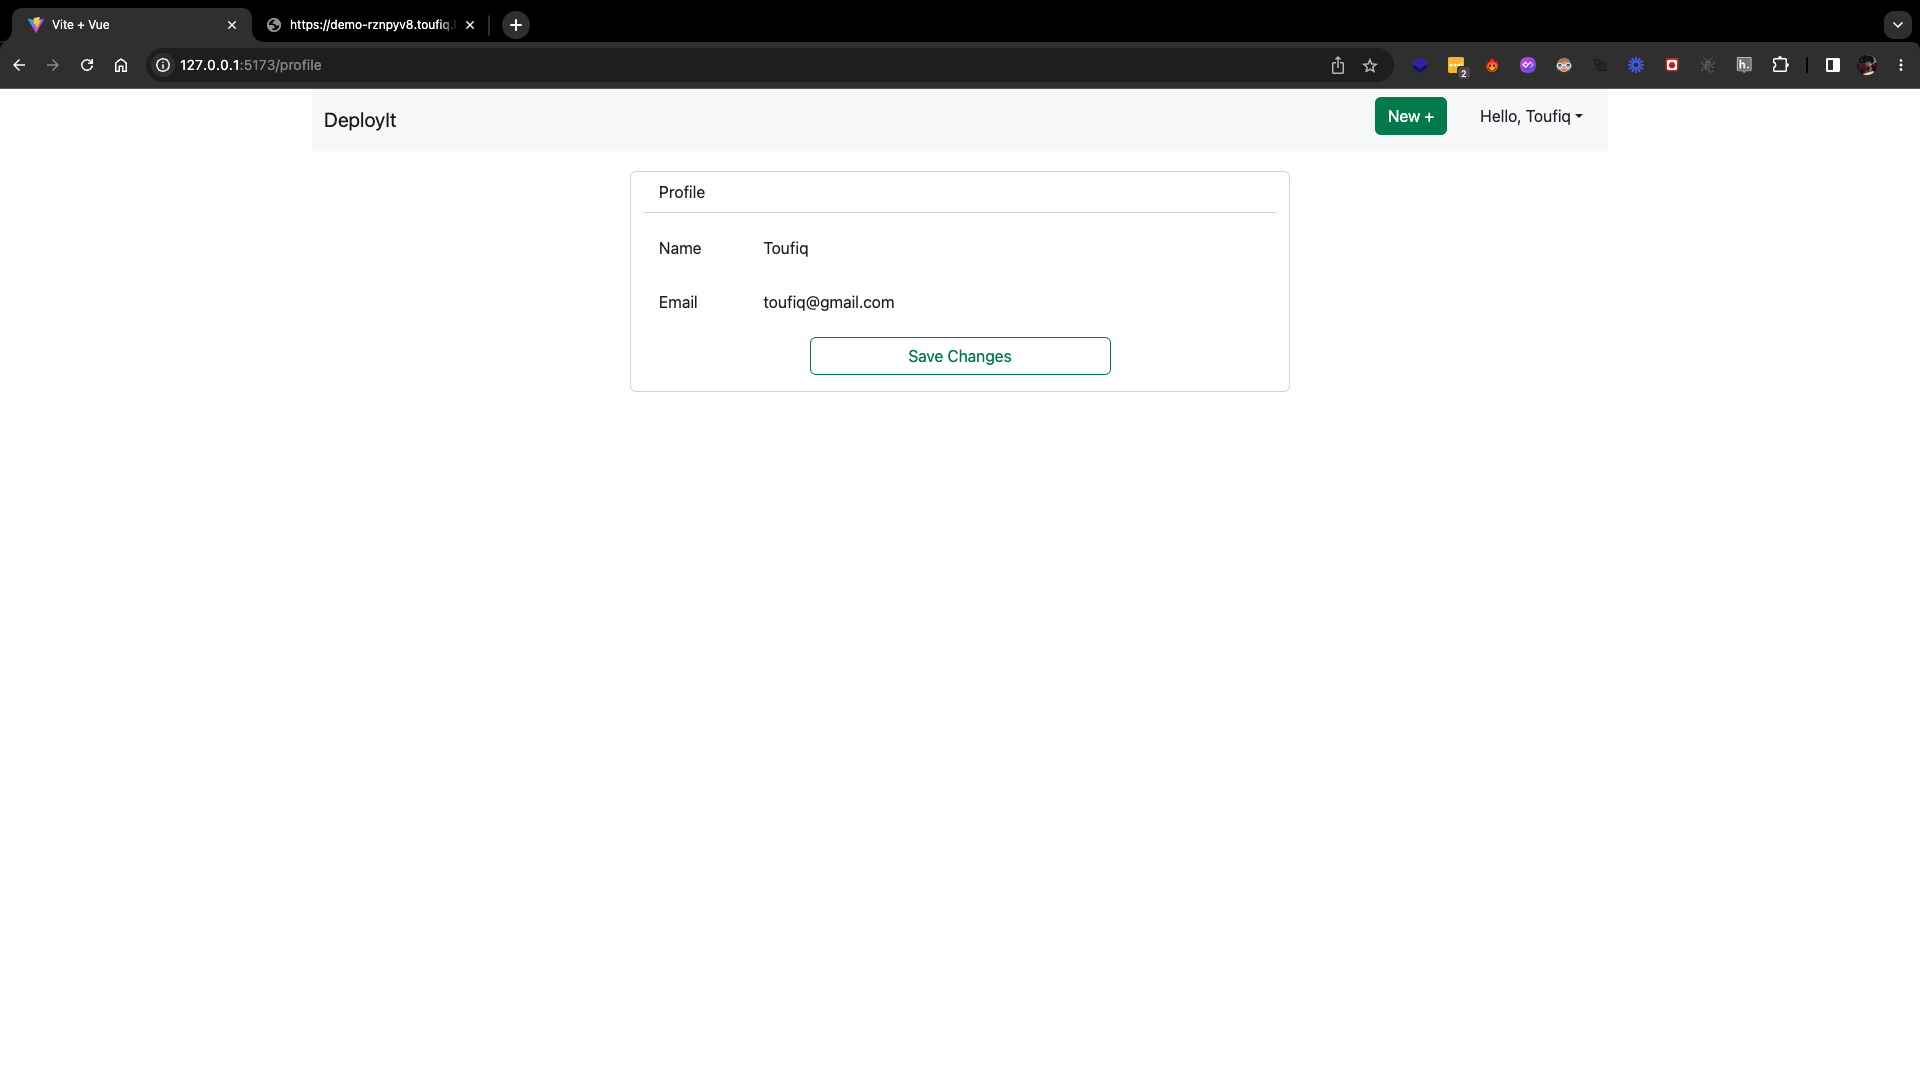 Vite + Vue
https://demo-rznpyv8.toufiq.
127.0.0.1:5173/profile
2
h.
DeployIt
New +
Hello, Toufiq
Profile
Name Toufiq
Email toufiq@gmail.com
Save Changes